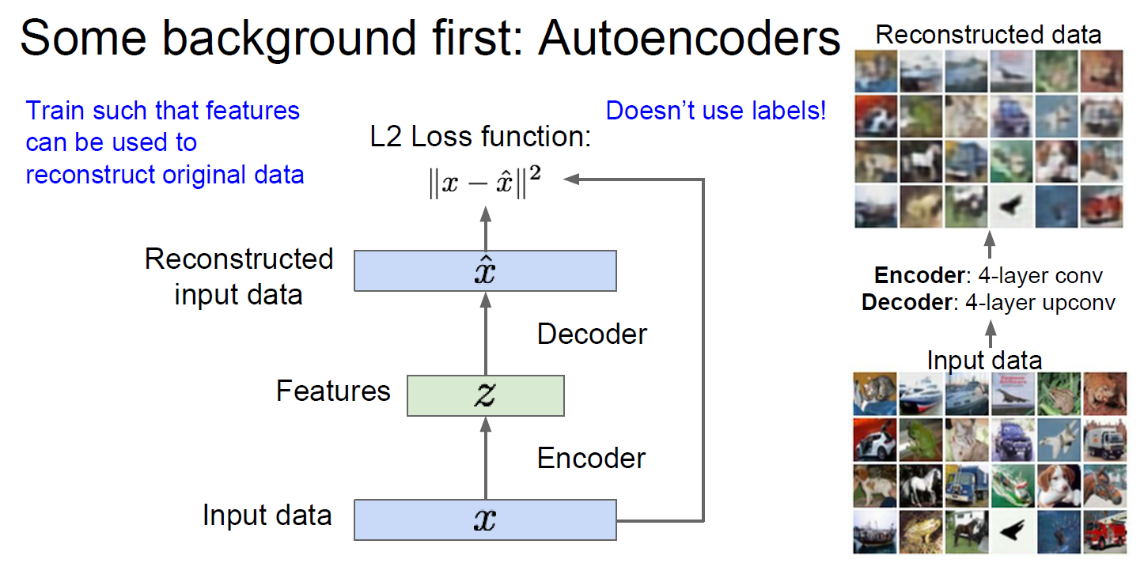 Some background first: Autoencoders
Train such that features
can be used to
reconstruct original data
Doesn't use labels!
L2 Loss function:
‖x − x̂‖²
Reconstructed
input data
x̂
Decoder
Features
z
Encoder
Input data
x
Reconstructed data
Encoder: 4-layer conv
Decoder: 4-layer upconv
Input data